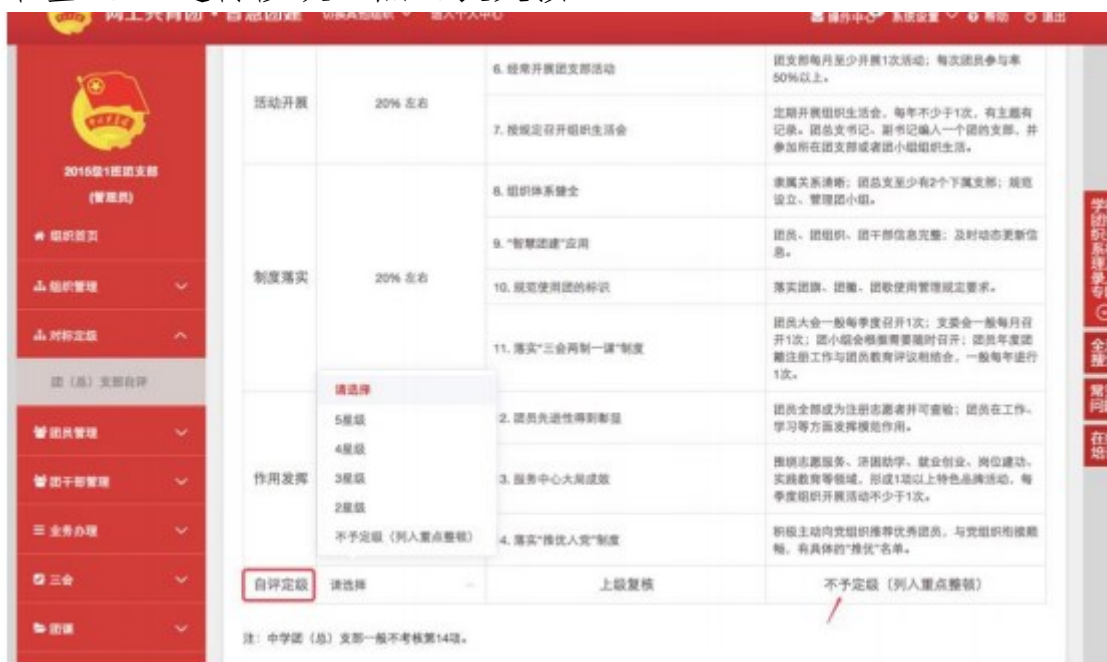 网上共青团·智慧团建
操作中心 系统设置 帮助 退出
2015级1班团支部
(管理员)
组织首页
组织管理
对标定级
团(总)支部自评
团员管理
团干部管理
业务办理
三会
团课
活动开展
20% 左右
6. 经常开展团支部活动
团支部每月至少开展1次活动；每次团员参与率
50%以上。
7. 按规定召开组织生活会
定期开展组织生活会，每年不少于1次，有主题有
记录。团总支书记、副书记编入一个团的支部，并
参加所在团支部或者团小组组织生活。
制度落实
20% 左右
8. 组织体系健全
隶属关系清晰；团总支至少有2个下属支部；规范
设立、管理团小组。
9. "智慧团建"应用
团员、团组织、团干部信息完整；及时动态更新信
息。
10. 规范使用团的标识
落实团旗、团徽、团歌使用管理规定要求。
11. 落实"三会两制一课"制度
团员大会一般每季度召开1次；支委会一般每月召
开1次；团小组会根据需要随时召开；团员年度团
籍注册工作与团员教育评议相结合，一般每年进行
1次。
作用发挥
请选择
5星级
4星级
3星级
2星级
不予定级（列入重点整顿）
2. 团员先进性得到彰显
团员全部成为注册志愿者并可查验；团员在工作、
学习等方面发挥模范作用。
3. 服务中心大局成效
围绕志愿服务、济困助学、就业创业、岗位建功、
实践教育等领域，形成1项以上特色品牌活动，每
季度组织开展活动不少于1次。
4. 落实"推优入党"制度
积极主动向党组织推荐优秀团员，与党组织衔接顺
畅，有具体的"推优"名单。
自评定级
请选择
上级复核
不予定级（列入重点整顿）
注：中学团（总）支部一般不考核第14项。